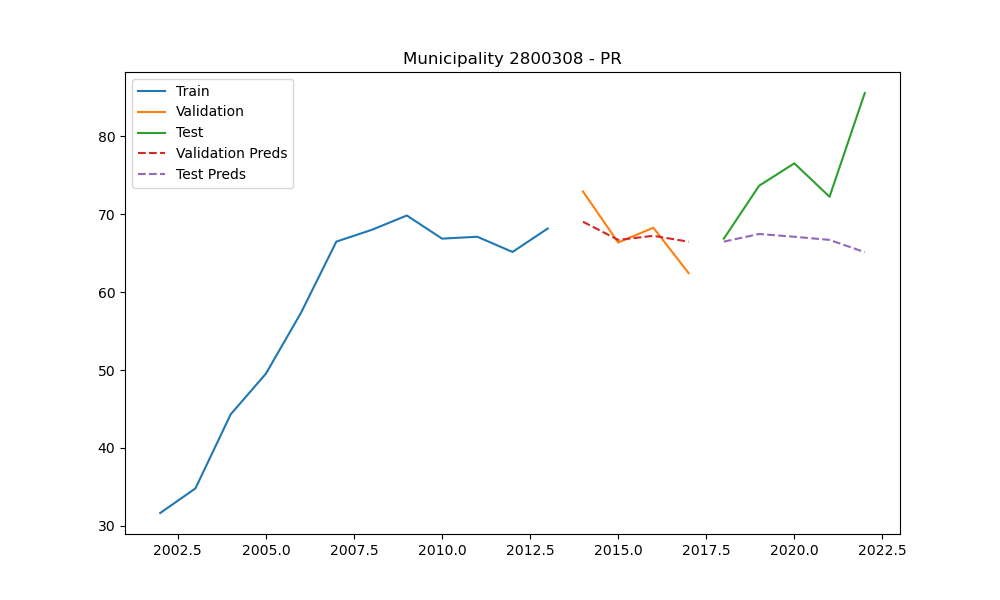 Municipality 2800308 - PR
Train
Validation
Test
Validation Preds
Test Preds
80
70
60
50
40
30
2002.5 2005.0 2007.5 2010.0 2012.5 2015.0 2017.5 2020.0 2022.5